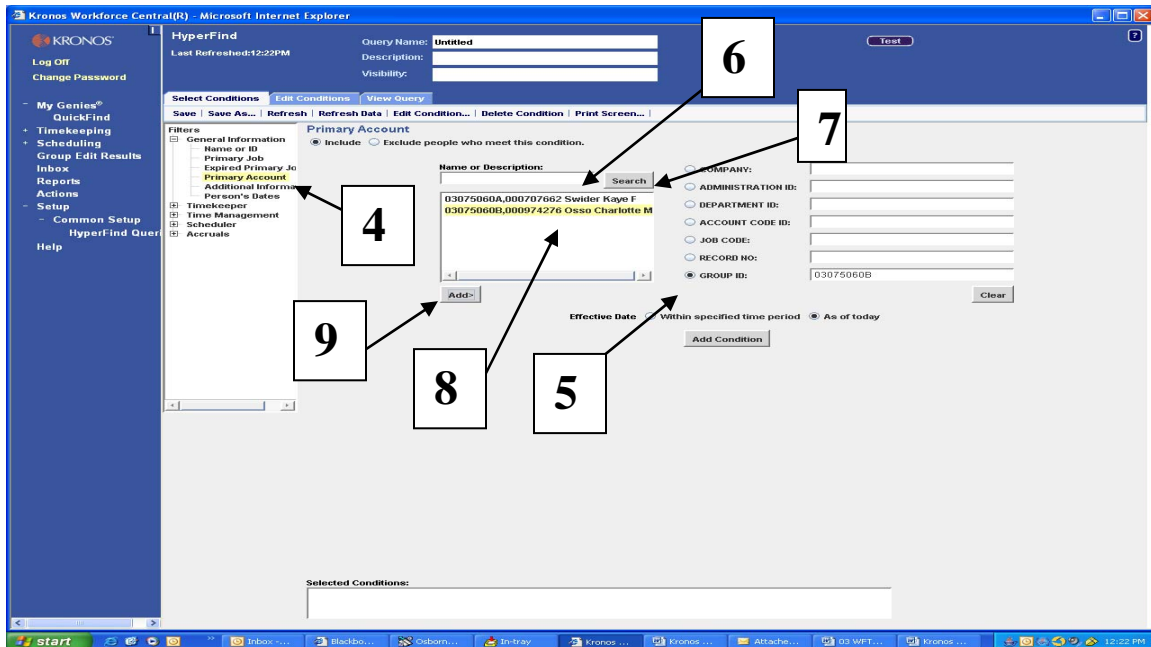 Kronos Workforce Central(R) - Microsoft Internet Explorer
KRONOS®
Log Off
Change Password
- My Genies®
QuickFind
+ Timekeeping
+ Scheduling
Group Edit Results
Inbox
Reports
Actions
- Setup
- Common Setup
HyperFind Queri
Help
HyperFind
Last Refreshed:12:22PM
Query Name: Untitled
Description:
Visibility:
Test
?
Select Conditions Edit Conditions View Query
Save | Save As... | Refresh | Refresh Data | Edit Condition... | Delete Condition | Print Screen... |
Filters
General Information
Name or ID
Primary Job
Expired Primary Jo
Primary Account
Additional Informa
Person's Dates
Timekeeper
Time Management
Scheduler
Accruals
Primary Account
Include Exclude people who meet this condition.
Name or Description:
Search
03075060A,000707662 Swider Kaye F
03075060B,000974276 Osso Charlotte M
Add>
COMPANY:
ADMINISTRATION ID:
DEPARTMENT ID:
ACCOUNT CODE ID:
JOB CODE:
RECORD NO:
GROUP ID: 03075060B
Clear
Effective Date Within specified time period As of today
Add Condition
4
5
6
7
8
9
Selected Conditions:
start
Inbox -...
Blackbo...
Osborn...
In-tray
Kronos ...
Kronos ...
Attache...
03 WFT...
Kronos ...
12:22 PM